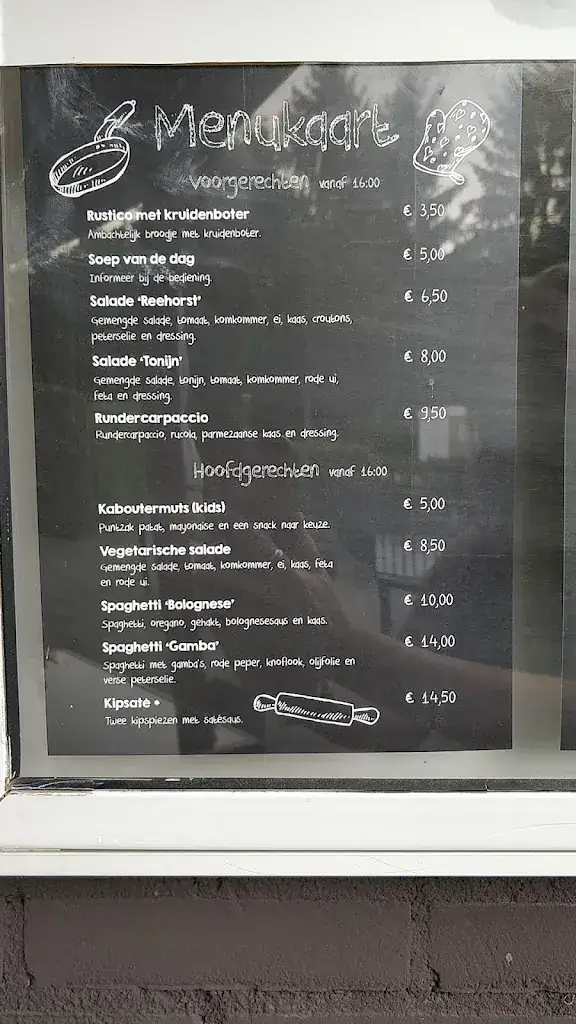 Menukaart
voorgerechten vanaf 16:00
Rustico met kruidenboter € 3,50
Ambachtelijk broodje met kruidenboter.
Soep van de dag € 5,00
Informeer bij de bediening.
Salade ‘Reehorst’ € 6,50
Gemengde salade, tomaat, komkommer, ei, kaas, croutons,
peterselie en dressing.
Salade ‘Tonijn’ € 8,00
Gemengde salade, tonijn, tomaat, komkommer, rode ui,
feta en dressing.
Rundercarpaccio € 9,50
Rundercarpaccio, rucola, parmezaanse kaas en dressing.
Hoofdgerechten vanaf 16:00
Kaboutermuts (kids) € 5,00
Puntzak patat, mayonaise en een snack naar keuze.
Vegetarische salade € 8,50
Gemengde salade, tomaat, komkommer, ei, kaas, feta
en rode ui.
Spaghetti ‘Bolognese’ € 10,00
Spaghetti, oregano, gehakt, bolognesesaus en kaas.
Spaghetti ‘Gamba’ € 14,00
Spaghetti met gamba's, rode peper, knoflook, olijfolie en
verse peterselie.
Kipsaté * € 14,50
Twee kipspiezen met satésaus.